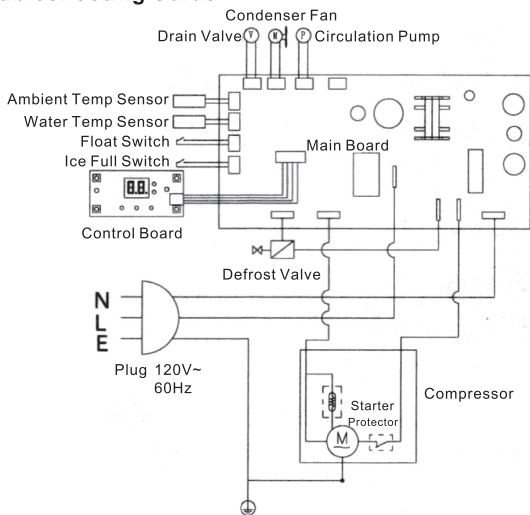 Condenser Fan
Drain Valve V M P Circulation Pump
Ambient Temp Sensor
Water Temp Sensor
Float Switch
Ice Full Switch
Main Board
8.8.
Control Board
Defrost Valve
N
L
E
Plug 120V~
60Hz
Compressor
Starter
Protector
M